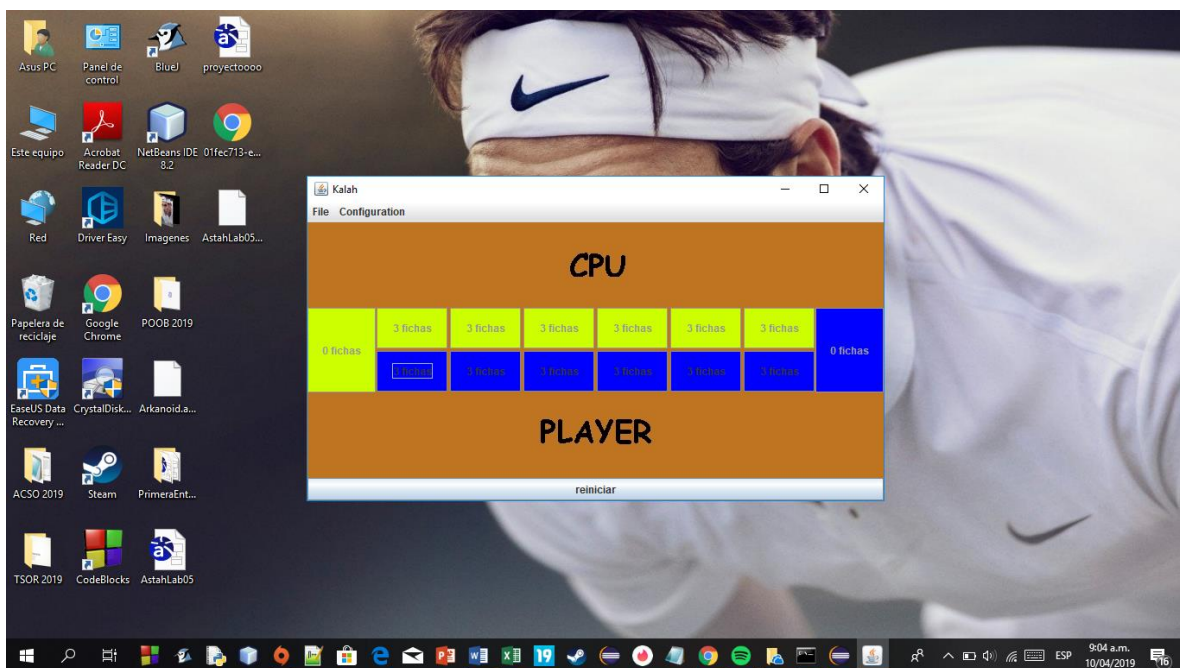 Asus PC
Panel de
control
BlueJ
proyectoooo
Este equipo
Acrobat
Reader DC
NetBeans IDE
8.2
01fec713-e...
Red
Driver Easy
Imagenes
AstahLab05...
Papelera de
reciclaje
Google
Chrome
POOB 2019
EaseUS Data
Recovery ...
CrystalDisk...
Arkanoid.a...
ACSO 2019
Steam
PrimeraEnt...
TSOR 2019
CodeBlocks
AstahLab05
Kalah
File Configuration
CPU
0 fichas
3 fichas 3 fichas 3 fichas 3 fichas 3 fichas 3 fichas
3 fichas 3 fichas 3 fichas 3 fichas 3 fichas 3 fichas
0 fichas
PLAYER
reiniciar
19
ESP
9:04 a.m.
10/04/2019
16